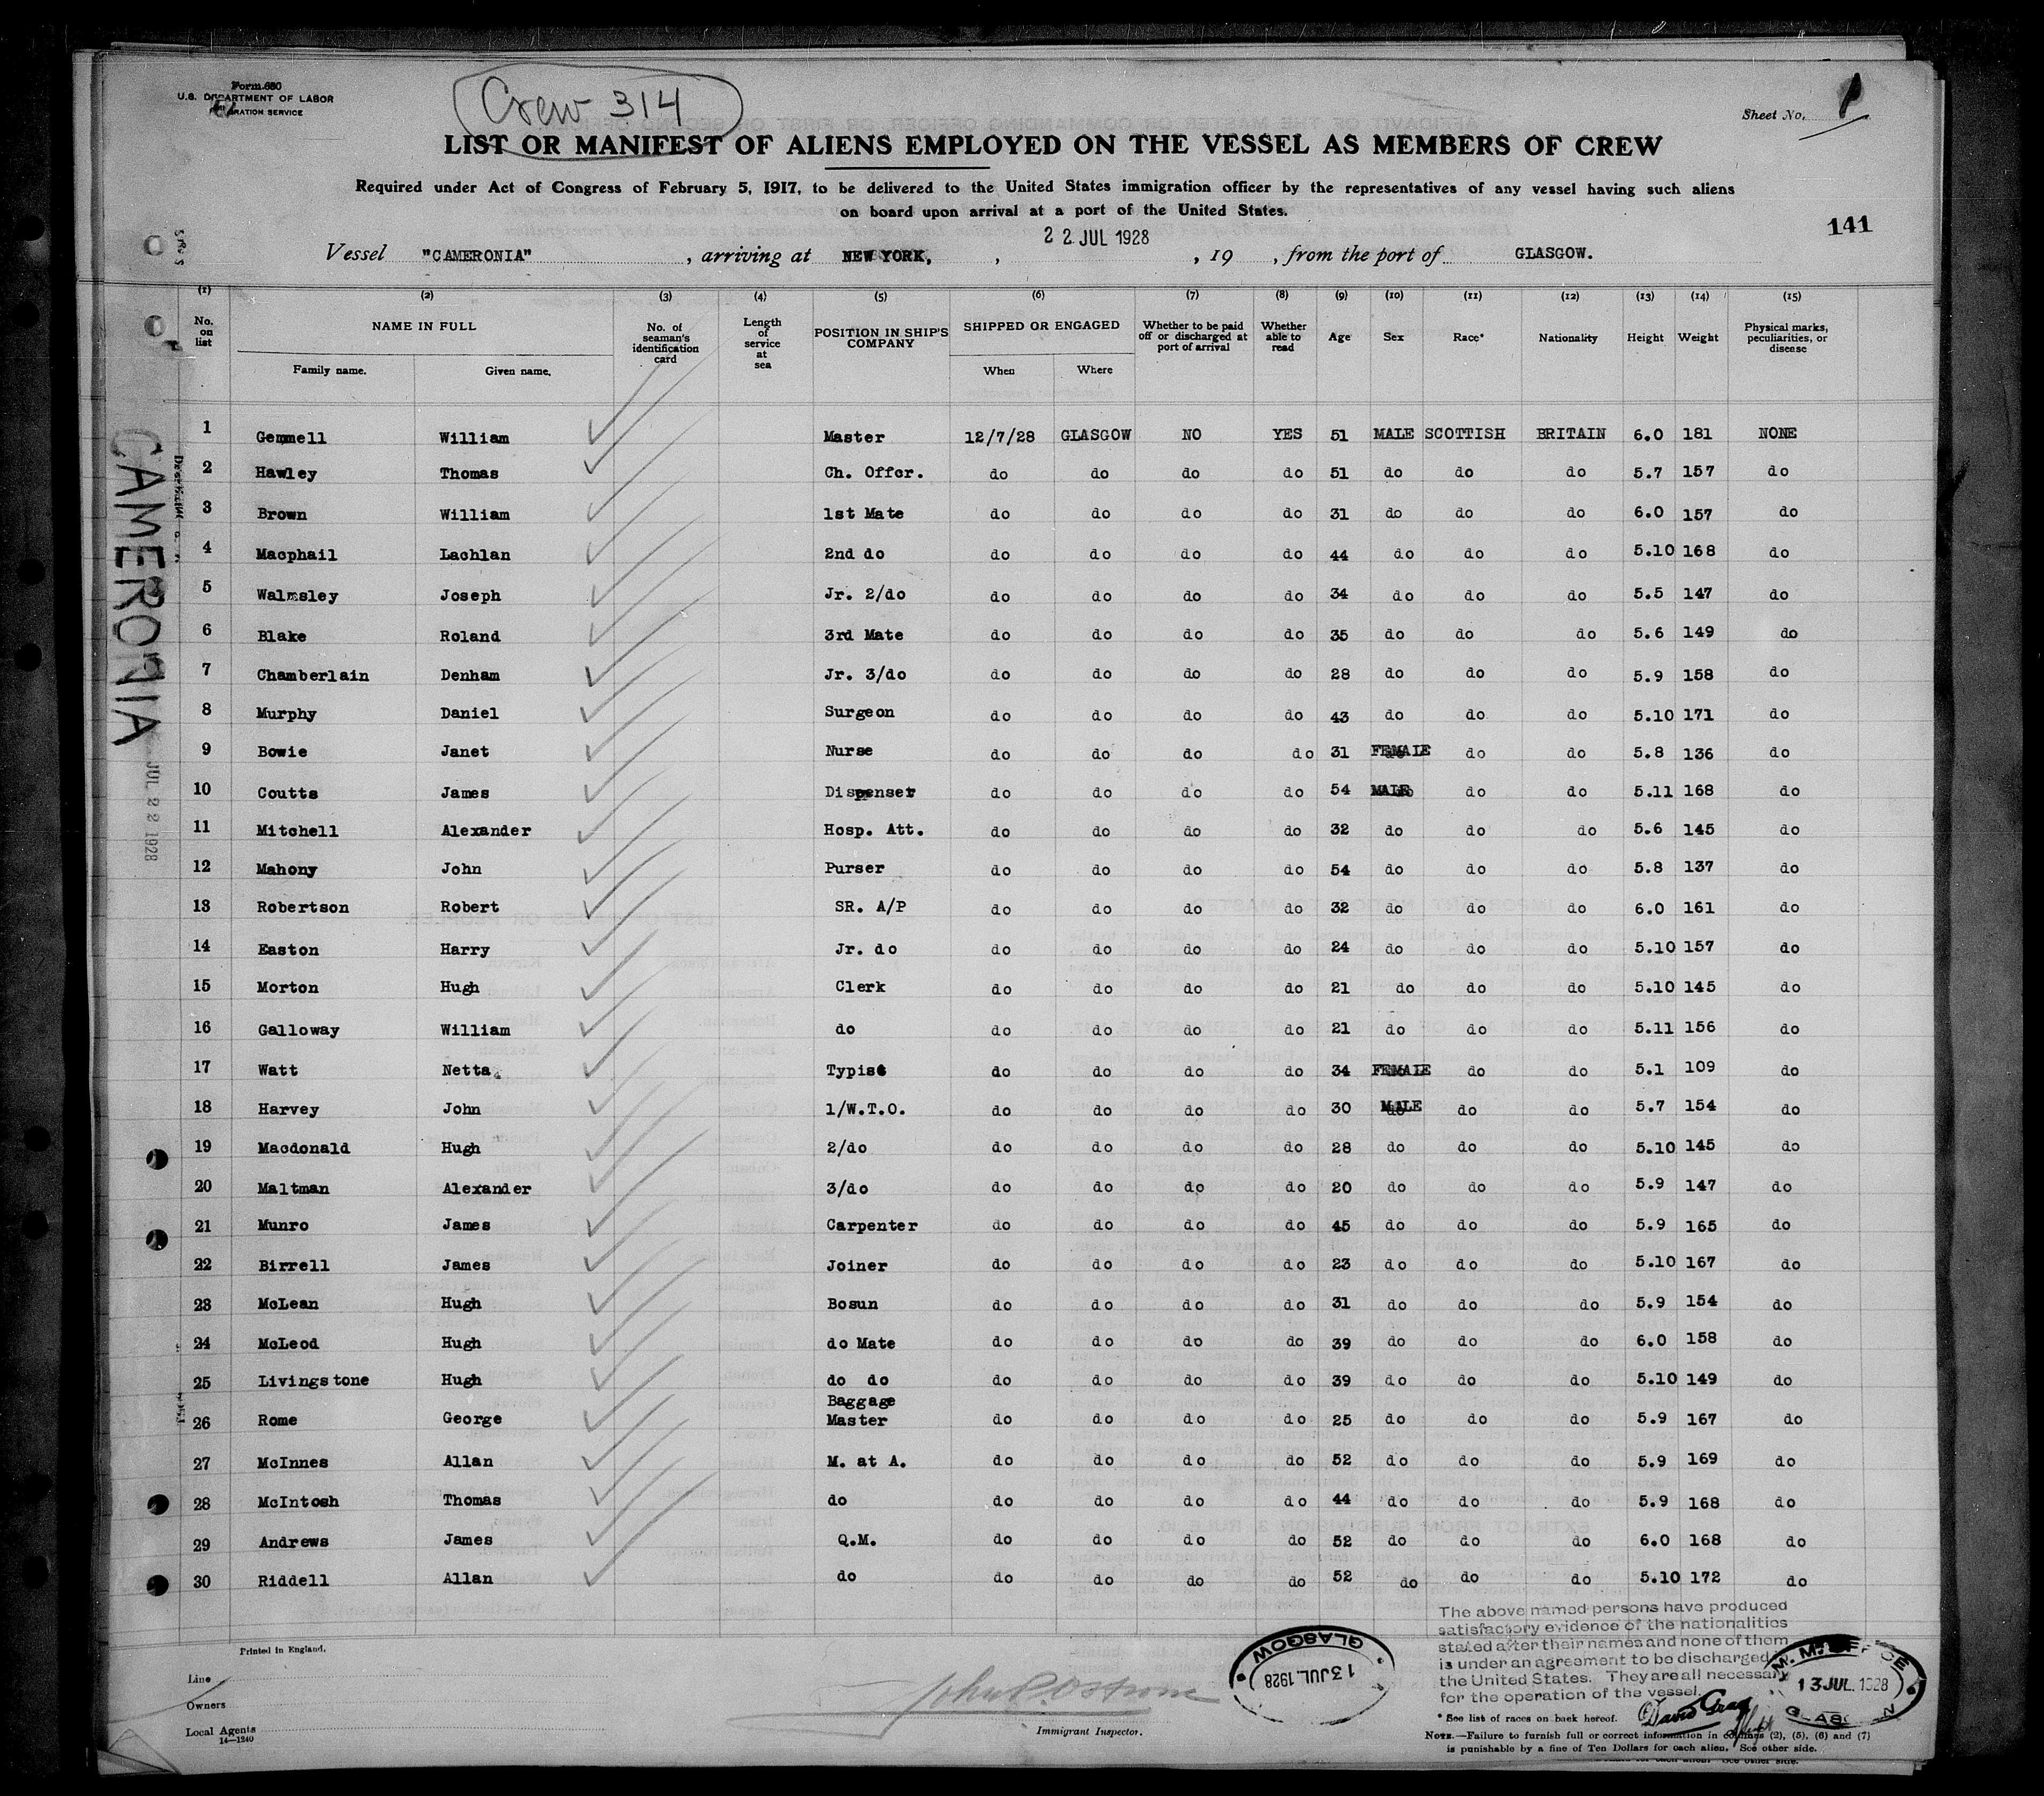 Form 680
U.S. DEPARTMENT OF LABOR
IMMIGRATION SERVICE
Crew 314
Sheet No. 1
LIST OR MANIFEST OF ALIENS EMPLOYED ON THE VESSEL AS MEMBERS OF CREW
Required under Act of Congress of February 5, 1917, to be delivered to the United States immigration officer by the representatives of any vessel having such aliens
on board upon arrival at a port of the United States.
141
22 JUL 1928
Vessel "CAMERONIA" , arriving at NEW YORK, , , 19 , from the port of GLASGOW.
(1) (2) (3) (4) (5) (6) (7) (8) (9) (10) (11) (12) (13) (14) (15)
No. on list NAME IN FULL Family name. Given name. No. of seaman's identification card Length of service at sea POSITION IN SHIP'S COMPANY SHIPPED OR ENGAGED When Where Whether to be paid off or discharged at port of arrival Whether able to read Age Sex Race* Nationality Height Weight Physical marks, peculiarities, or disease
1 Gemmell William Master 12/7/28 GLASGOW NO YES 51 MALE SCOTTISH BRITAIN 6.0 181 NONE
2 Hawley Thomas Ch. Offcr. do do do do 51 do do do 5.7 157 do
3 Brown William 1st Mate do do do do 31 do do do 6.0 157 do
4 Macphail Lachlan 2nd do do do do do 44 do do do 5.10 168 do
5 Walmsley Joseph Jr. 2/do do do do do 34 do do do 5.5 147 do
6 Blake Roland 3rd Mate do do do do 35 do do do 5.6 149 do
7 Chamberlain Denham Jr. 3/do do do do do 28 do do do 5.9 158 do
8 Murphy Daniel Surgeon do do do do 43 do do do 5.10 171 do
9 Bowie Janet Nurse do do do do 31 FEMALE do do 5.8 136 do
10 Coutts James Dispenser do do do do 54 MALE do do 5.11 168 do
11 Mitchell Alexander Hosp. Att. do do do do 32 do do do 5.6 145 do
12 Mahony John Purser do do do do 54 do do do 5.8 137 do
13 Robertson Robert SR. A/P do do do do 32 do do do 6.0 161 do
14 Easton Harry Jr. do do do do do 24 do do do 5.10 157 do
15 Morton Hugh Clerk do do do do 21 do do do 5.10 145 do
16 Galloway William do do do do do 21 do do do 5.11 156 do
17 Watt Netta Typist do do do do 34 FEMALE do do 5.1 109 do
18 Harvey John 1/W.T.O. do do do do 30 MALE do do 5.7 154 do
19 Macdonald Hugh 2/do do do do do 28 do do do 5.10 145 do
20 Maltman Alexander 3/do do do do do 20 do do do 5.9 147 do
21 Munro James Carpenter do do do do 45 do do do 5.9 165 do
22 Birrell James Joiner do do do do 23 do do do 5.10 167 do
23 McLean Hugh Bosun do do do do 31 do do do 5.9 154 do
24 McLeod Hugh do Mate do do do do 39 do do do 6.0 158 do
25 Livingstone Hugh do do do do do do 39 do do do 5.10 149 do
26 Rome George Baggage Master do do do do 25 do do do 5.9 167 do
27 McInnes Allan M. at A. do do do do 52 do do do 5.9 169 do
28 McIntosh Thomas do do do do do 44 do do do 5.9 168 do
29 Andrews James Q.M. do do do do 52 do do do 6.0 168 do
30 Riddell Allan do do do do do 52 do do do 5.10 172 do
CAMERONIA
JUL 22 1928
Printed in England.
Line
Owners
Local Agents
14—1240
Immigrant Inspector.
GLASGOW
13 JUL. 1928
The above named persons have produced
satisfactory evidence of the nationalities
stated after their names and none of them
is under an agreement to be discharged in
the United States. They are all necessary
for the operation of the vessel.
M. M. OFFICE
13 JUL. 1928
GLASGOW
David Gray
* See list of races on back hereof.
NOTE.—Failure to furnish full or correct information in columns (2), (5), (6) and (7)
is punishable by a fine of Ten Dollars for each alien. See other side.